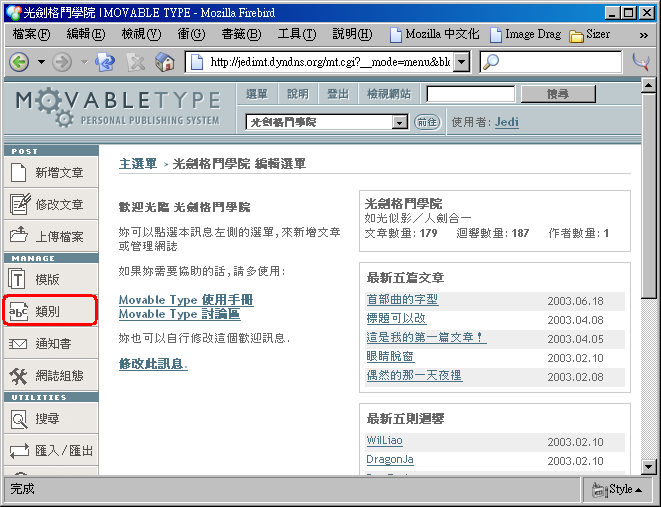 光劍格鬥學院 | MOVABLE TYPE - Mozilla Firebird
檔案(F) 編輯(E) 檢視(V) 衝(G) 書籤(B) 工具(T) 說明(H) Mozilla 中文化 Image Drag Sizer »
http://jedimt.dyndns.org/mt.cgi?__mode=menu&blo
MOVABLETYPE
PERSONAL PUBLISHING SYSTEM
選單 說明 登出 檢視網站 搜尋
光劍格鬥學院 前往 使用者: Jedi
POST
新增文章
修改文章
上傳檔案
MANAGE
模版
類別
通知書
網誌組態
UTILITIES
搜尋
匯入/匯出
主選單 > 光劍格鬥學院 編輯選單
歡迎光臨 光劍格鬥學院
妳可以點選本訊息左側的選單,來新增文章
或管理網誌
如果妳需要協助的話,請多使用:
Movable Type 使用手冊
Movable Type 討論區
妳也可以自行修改這個歡迎訊息.
修改此訊息.
光劍格鬥學院
如光似影╱人劍合一
文章數量: 179 迴響數量: 187 作者數量: 1
最新五篇文章
首部曲的字型 2003.06.18
標題可以改 2003.04.08
這是我的第一篇文章! 2003.04.05
眼睛脫窗 2003.02.10
偶然的那一天夜裡 2003.02.08
最新五則迴響
WilLiao 2003.02.10
DragonJa 2003.02.10
完成 Style